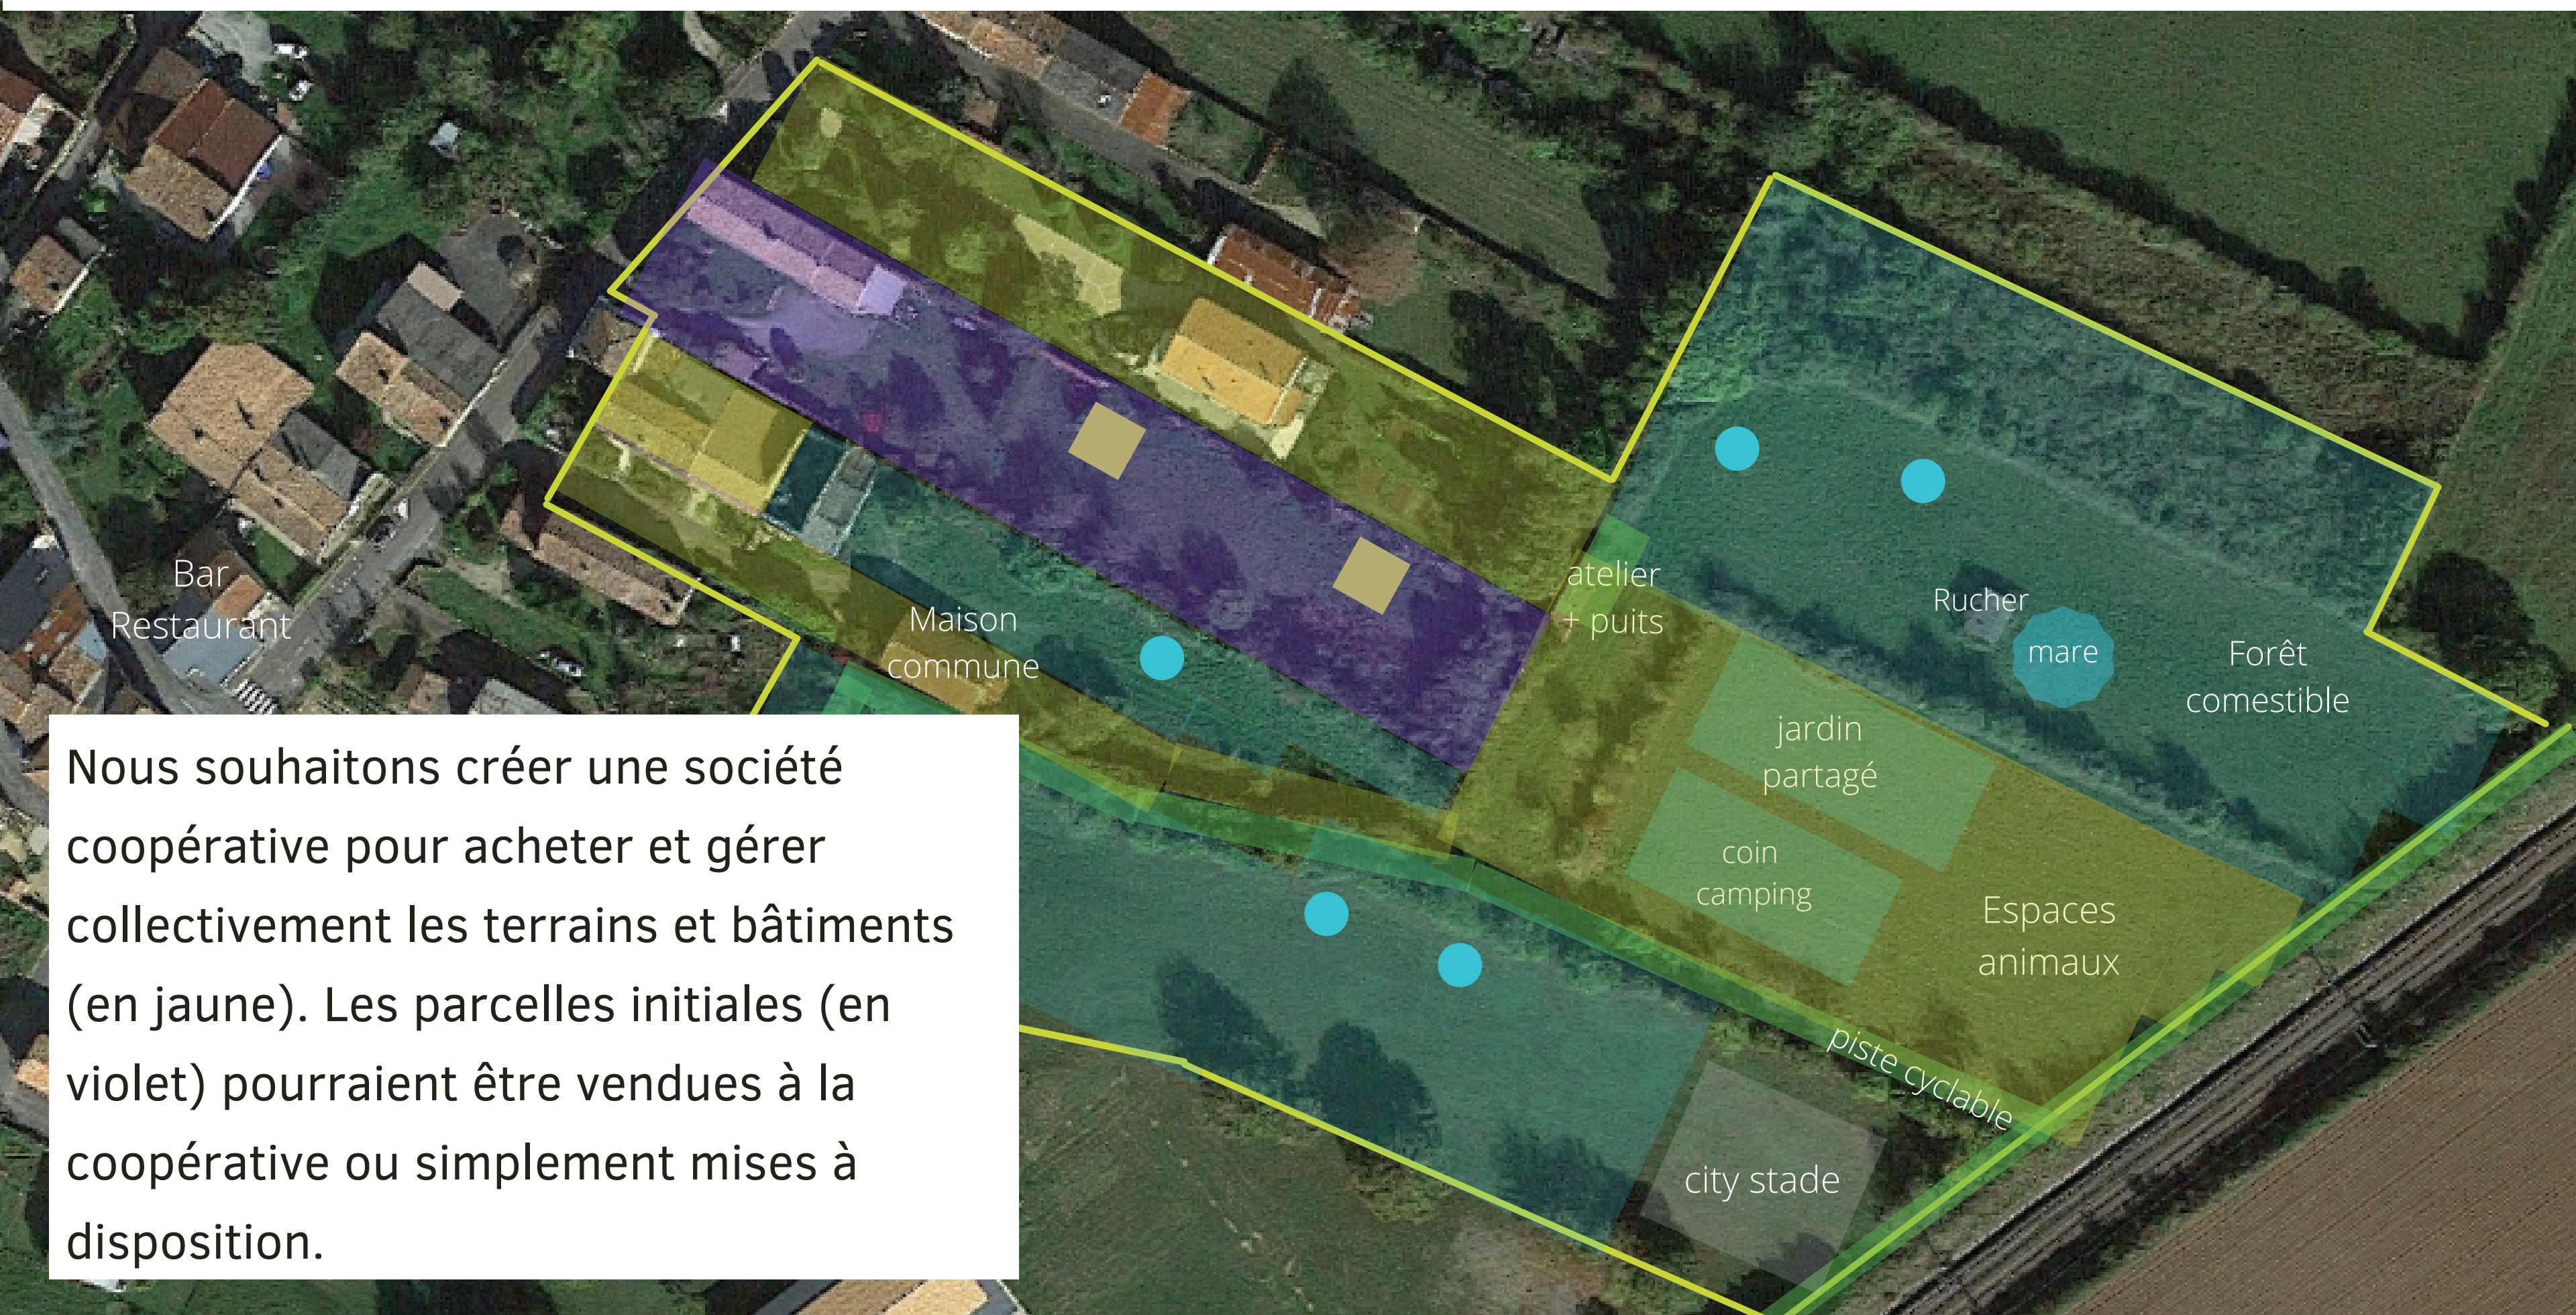 Bar
Restaurant
Maison
commune
atelier
+ puits
Rucher
mare
Forêt
comestible
jardin
partagé
coin
camping
Espaces
animaux
piste cyclable
city stade
Nous souhaitons créer une société
coopérative pour acheter et gérer
collectivement les terrains et bâtiments
(en jaune). Les parcelles initiales (en
violet) pourraient être vendues à la
coopérative ou simplement mises à
disposition.